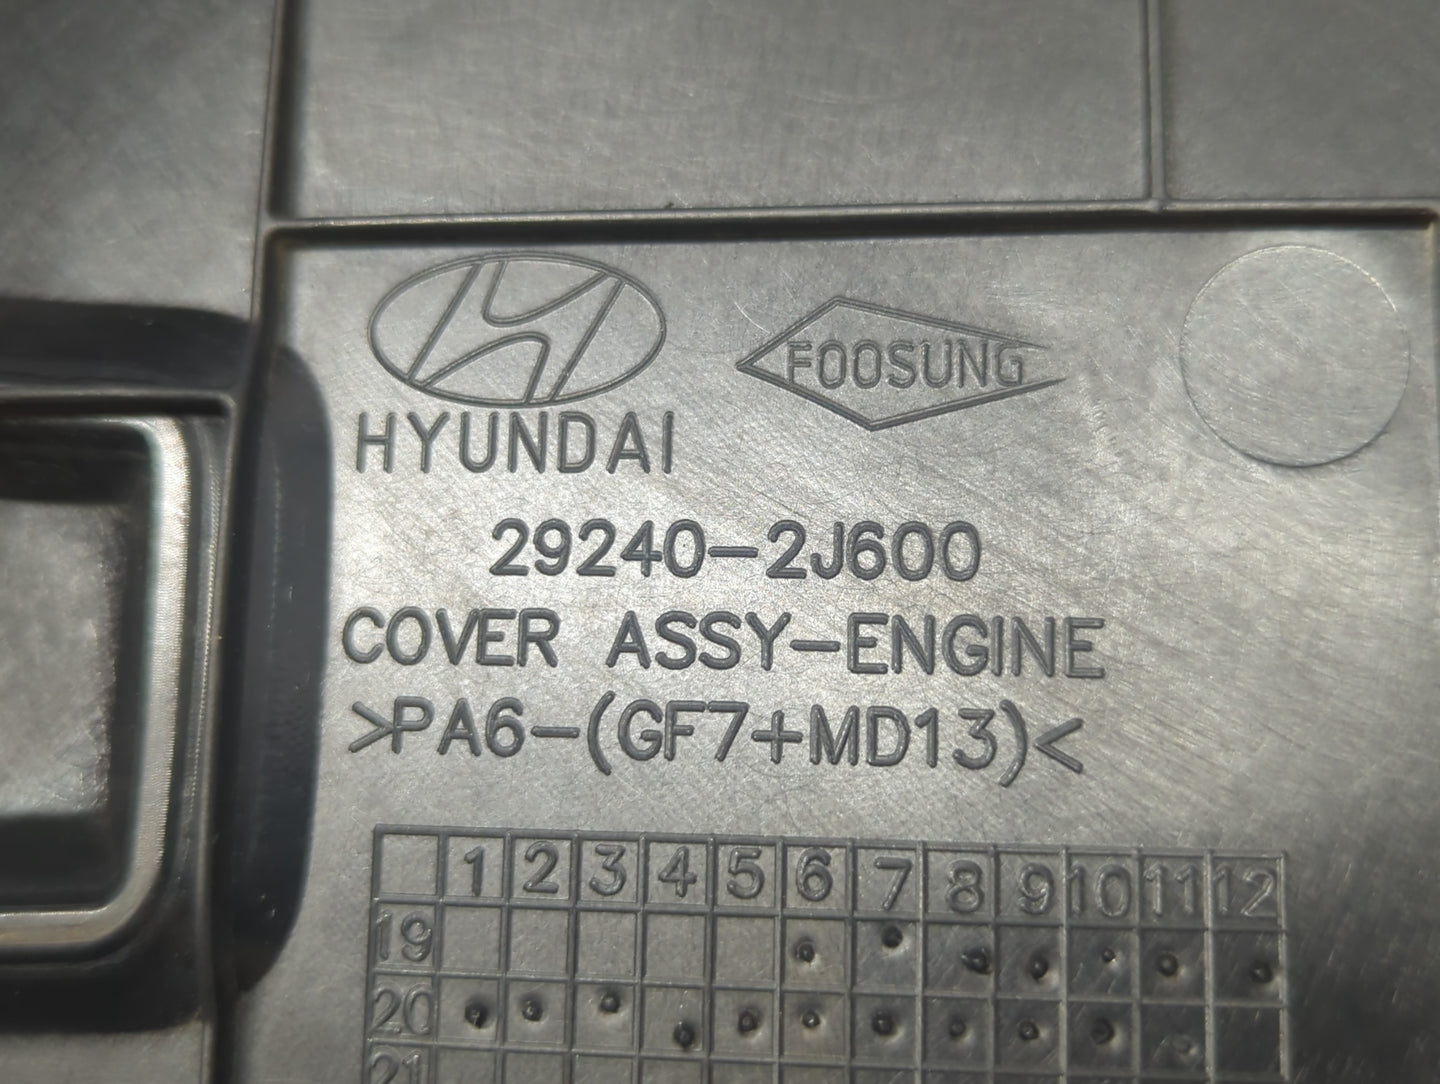 FOOSUNG
HYUNDAI
29240-2J600
COVER ASSY-ENGINE
>PA6-(GF7+MD13)<
1 2 3 4 5 6 7 8 9 10 11 12
19
20
21